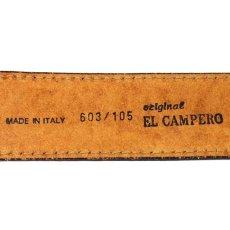 original
MADE IN ITALY 603/105 EL CAMPERO